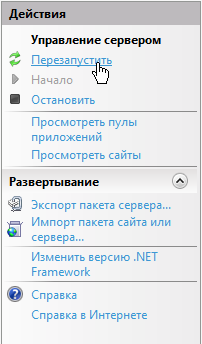 Действия
Управление сервером
Перезапустить
Начало
Остановить
Просмотреть пулы
приложений
Просмотреть сайты
Развертывание
Экспорт пакета сервера...
Импорт пакета сайта или
сервера...
Изменить версию .NET
Framework
Справка
Справка в Интернете